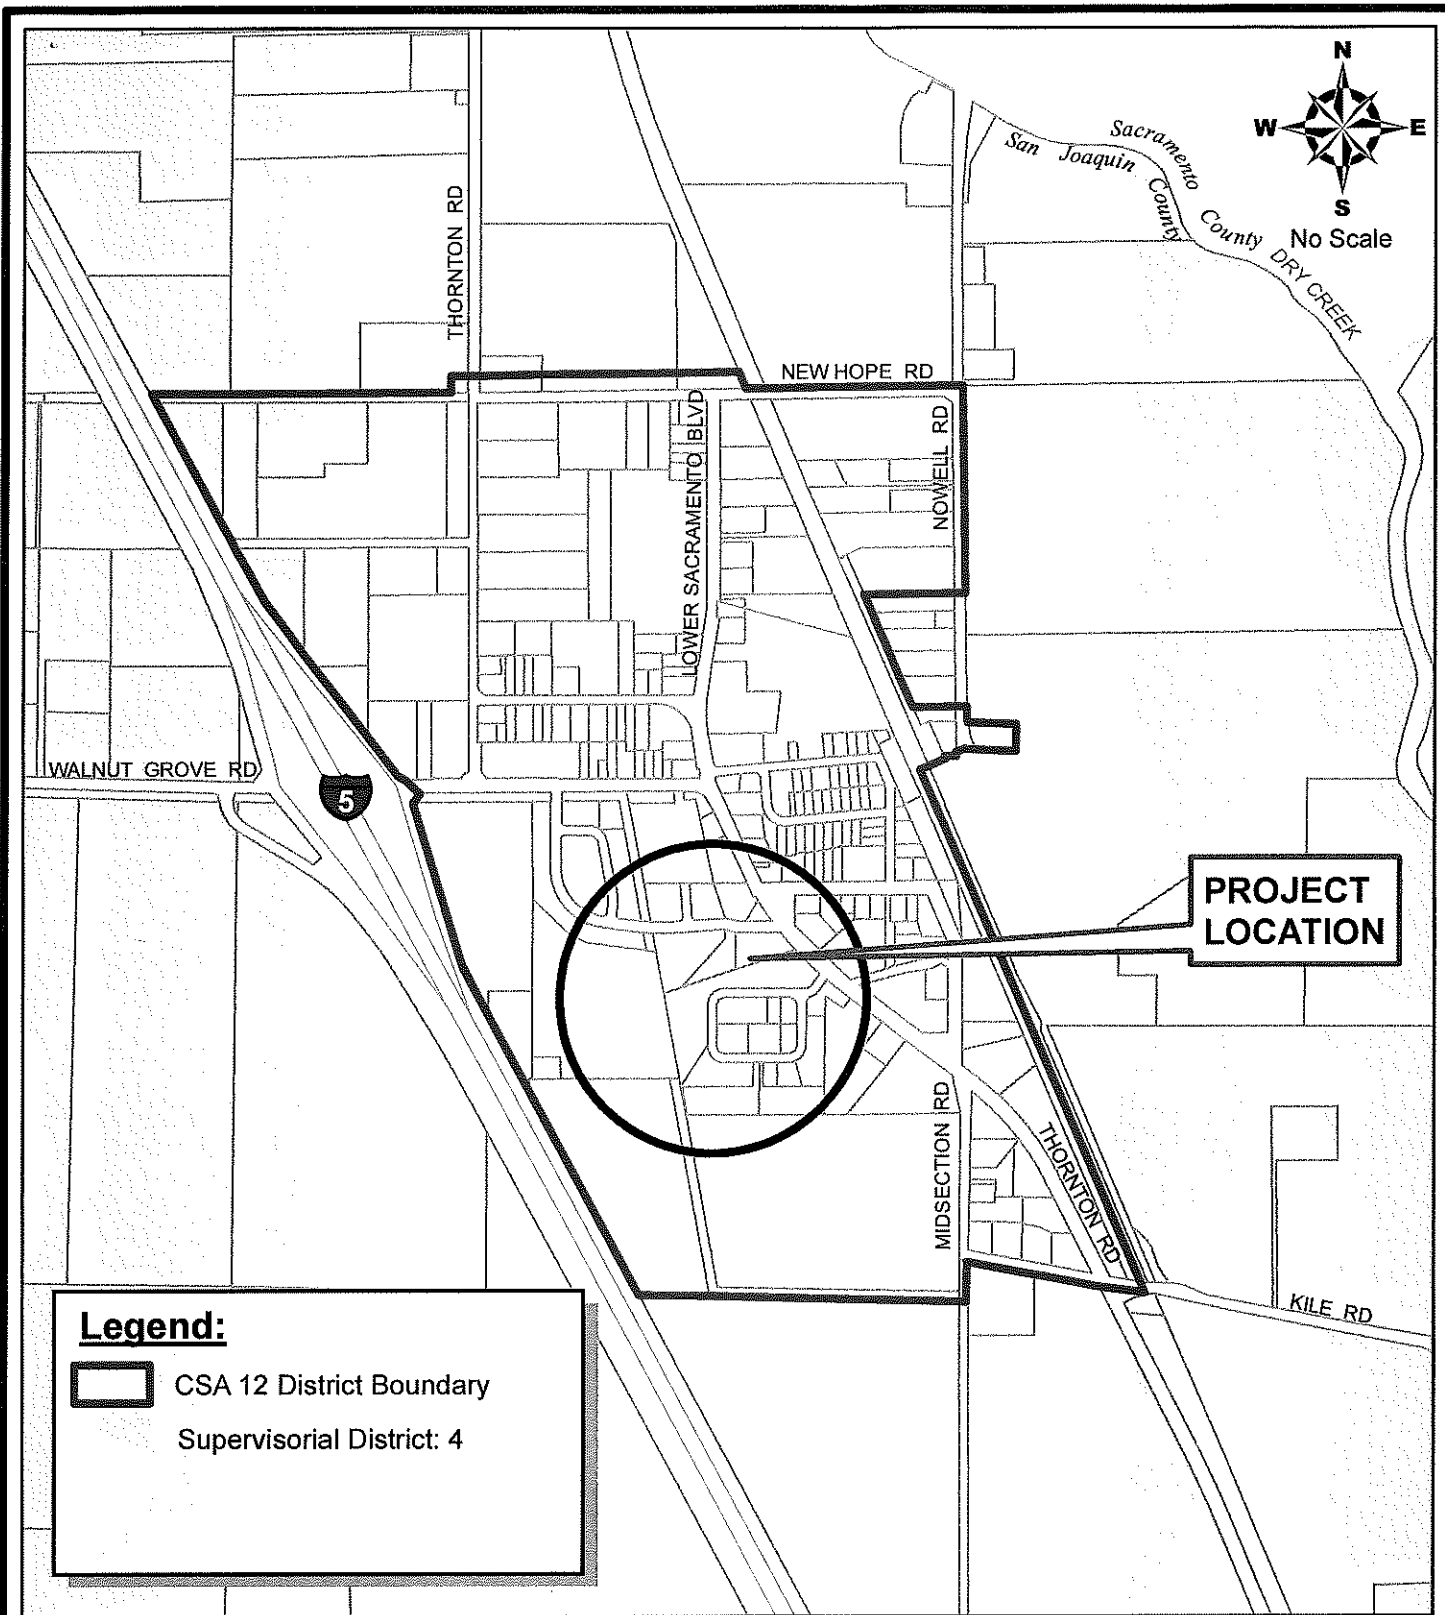 N
W E
S
No Scale
Sacramento County
San Joaquin County
DRY CREEK
THORNTON RD
NEW HOPE RD
LOWER SACRAMENTO BLVD
NOWELL RD
WALNUT GROVE RD
5
PROJECT
LOCATION
MIDSECTION RD
THORNTON RD
KILE RD
Legend:
CSA 12 District Boundary
Supervisorial District: 4